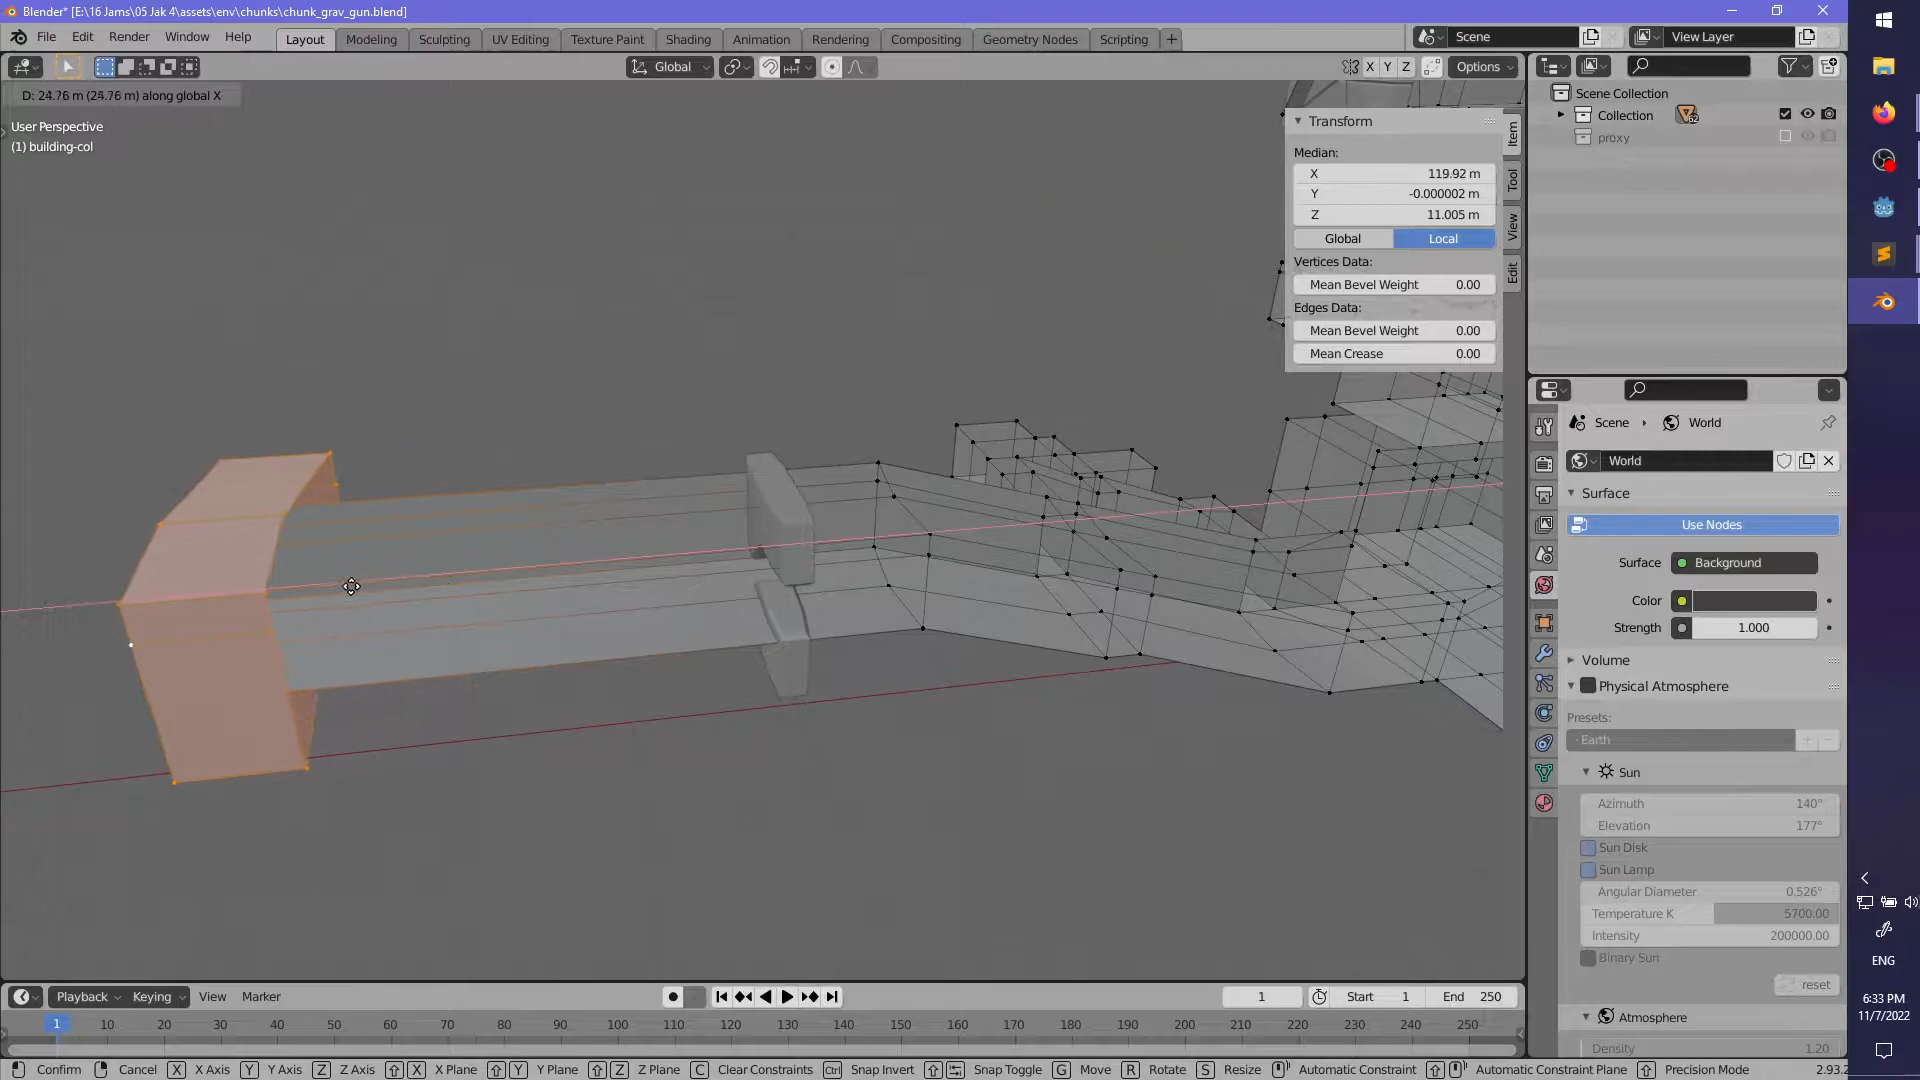 Blender* [E:\16 Jams\05 Jak 4\assets\env\chunks\chunk_grav_gun.blend]
File Edit Render Window Help Layout Modeling Sculpting UV Editing Texture Paint Shading Animation Rendering Compositing Geometry Nodes Scripting + Scene View Layer
Global X Y Z Options
D: 24.76 m (24.76 m) along global X
User Perspective
(1) building-col
Transform
Median:
X 119.92 m
Y -0.000002 m
Z 11.005 m
Global Local
Vertices Data:
Mean Bevel Weight 0.00
Edges Data:
Mean Bevel Weight 0.00
Mean Crease 0.00
Item
Tool
View
Edit
Scene Collection
Collection 62
proxy
Scene World
World
Surface
Use Nodes
Surface Background
Color
Strength 1.000
Volume
Physical Atmosphere
Presets:
Earth
Sun
Azimuth 140°
Elevation 177°
Sun Disk
Sun Lamp
Angular Diameter 0.526°
Temperature K 5700.00
Intensity 200000.00
Binary Sun
reset
Atmosphere
Density 1.20
Playback Keying View Marker 1 Start 1 End 250
1 10 20 30 40 50 60 70 80 90 100 110 120 130 140 150 160 170 180 190 200 210 220 230 240 250
Confirm Cancel X X Axis Y Y Axis Z Z Axis X X Plane Y Y Plane Z Z Plane C Clear Constraints Ctrl Snap Invert Snap Toggle G Move R Rotate S Resize Automatic Constraint Automatic Constraint Plane Precision Mode 2.93.2
ENG
6:33 PM
11/7/2022